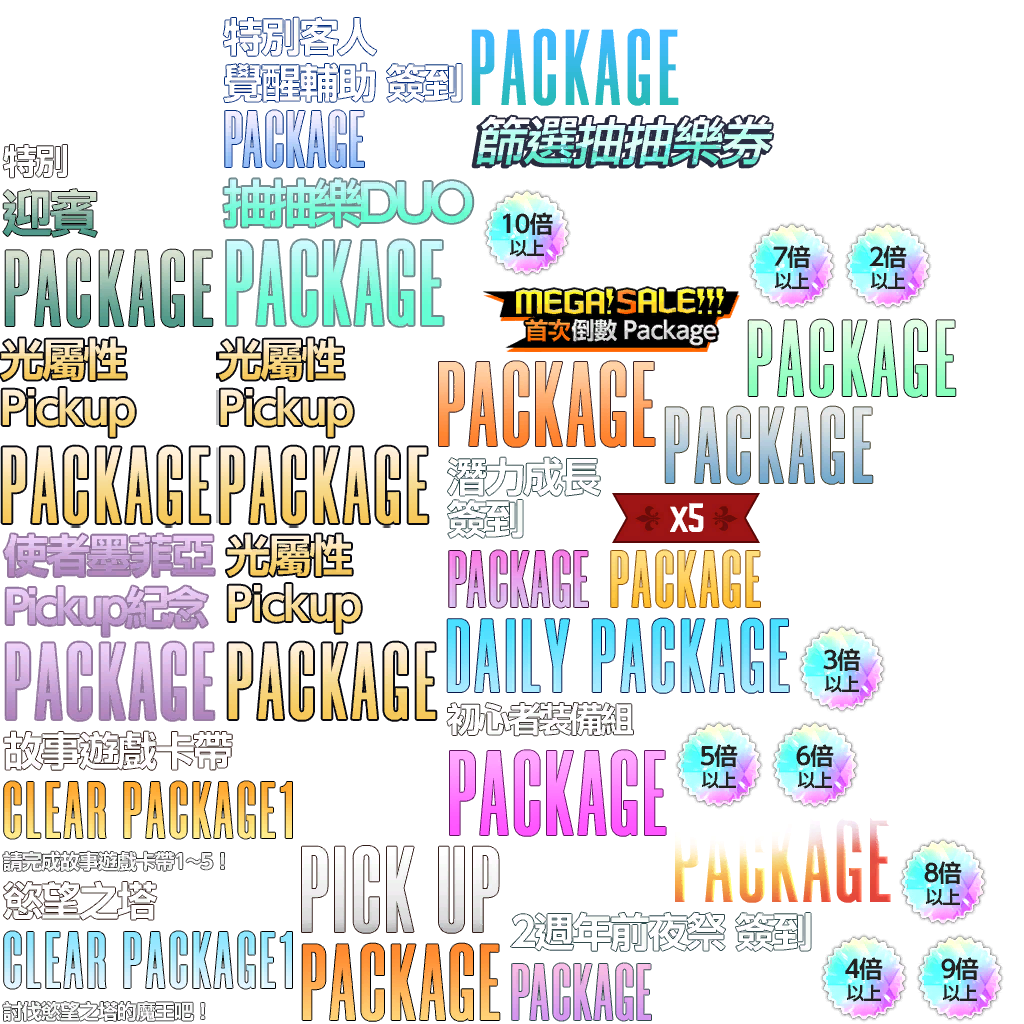 特別客人
覺醒輔助 簽到
PACKAGE
PACKAGE
篩選抽抽樂券
特別
迎賓
PACKAGE
抽抽樂DUO
PACKAGE
10倍
以上
7倍
以上
2倍
以上
MEGA!SALE!!!
首次倒數 Package
PACKAGE
光屬性
Pickup
PACKAGE
光屬性
Pickup
PACKAGE
PACKAGE
PACKAGE
潛力成長
簽到
PACKAGE
X5
PACKAGE
使者墨菲亞
Pickup紀念
PACKAGE
光屬性
Pickup
PACKAGE
DAILY PACKAGE
3倍
以上
初心者裝備組
PACKAGE
5倍
以上
6倍
以上
故事遊戲卡帶
CLEAR PACKAGE1
請完成故事遊戲卡帶1~5！
慾望之塔
CLEAR PACKAGE1
討伐慾望之塔的魔王吧！
PICK UP
PACKAGE
PACKAGE
8倍
以上
2週年前夜祭 簽到
PACKAGE
4倍
以上
9倍
以上